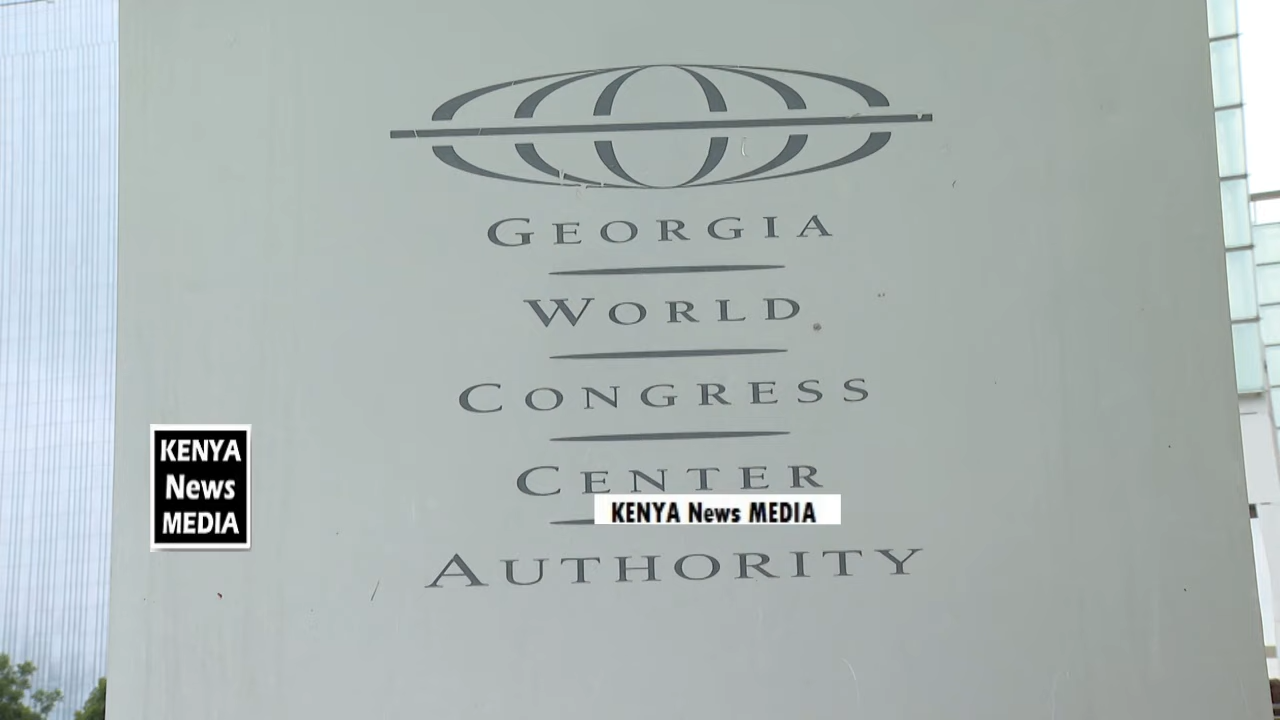 GEORGIA
WORLD
CONGRESS
CENTER
AUTHORITY
KENYA
News
MEDIA
KENYA News MEDIA